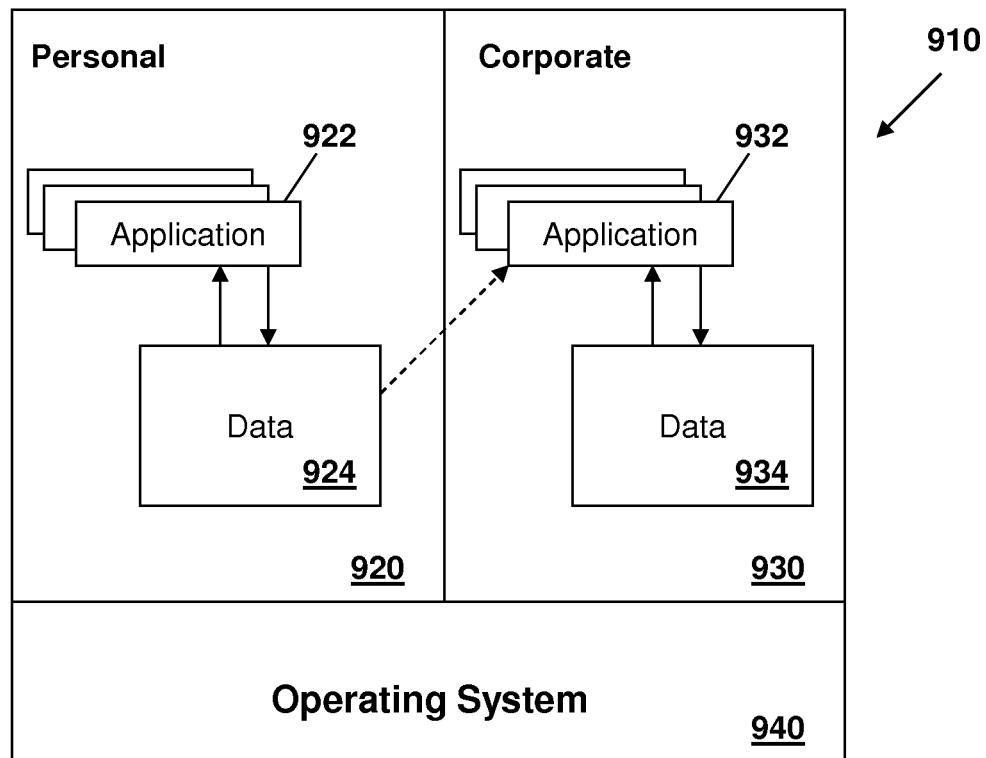 910
Personal
Corporate
922
932
Application
Application
Data
924
Data
934
920
930
Operating System
940